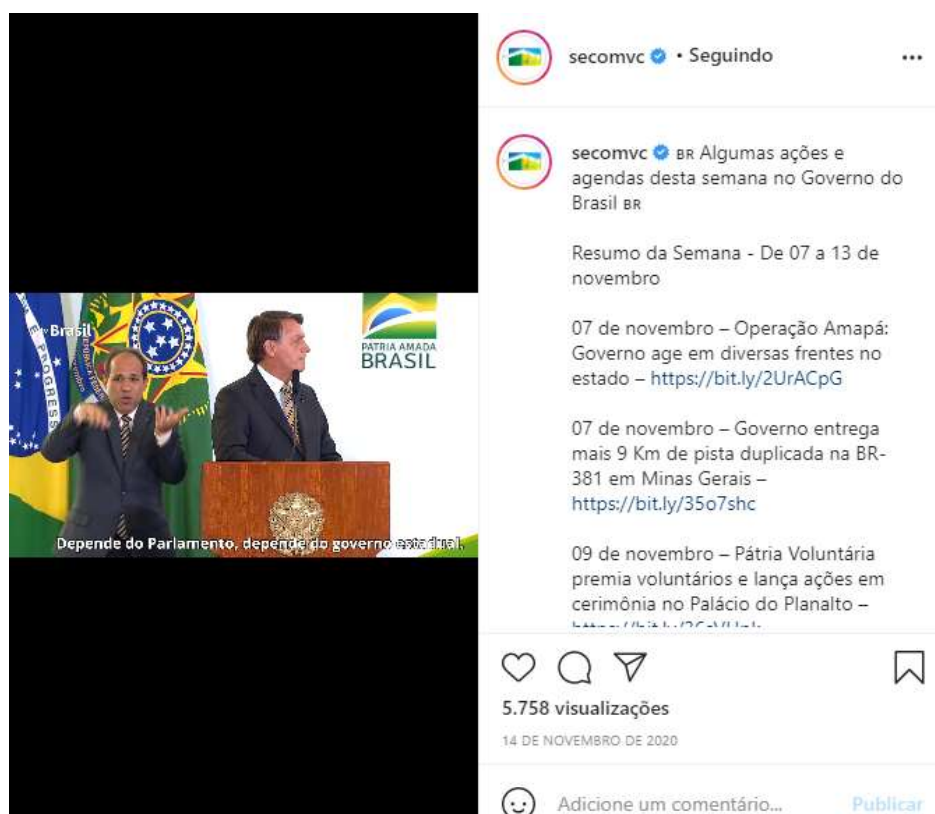 secomvc • Seguindo
secomvc BR Algumas ações e
agendas desta semana no Governo do
Brasil BR
Resumo da Semana - De 07 a 13 de
novembro
07 de novembro – Operação Amapá:
Governo age em diversas frentes no
estado – https://bit.ly/2UrACpG
07 de novembro – Governo entrega
mais 9 Km de pista duplicada na BR-
381 em Minas Gerais –
https://bit.ly/35o7shc
09 de novembro – Pátria Voluntária
premia voluntários e lança ações em
cerimônia no Palácio do Planalto –
tv Brasil
PROGRESS
PÁTRIA AMADA
BRASIL
Depende do Parlamento, depende do governo estadual,
5.758 visualizações
14 DE NOVEMBRO DE 2020
Adicione um comentário...
Publicar